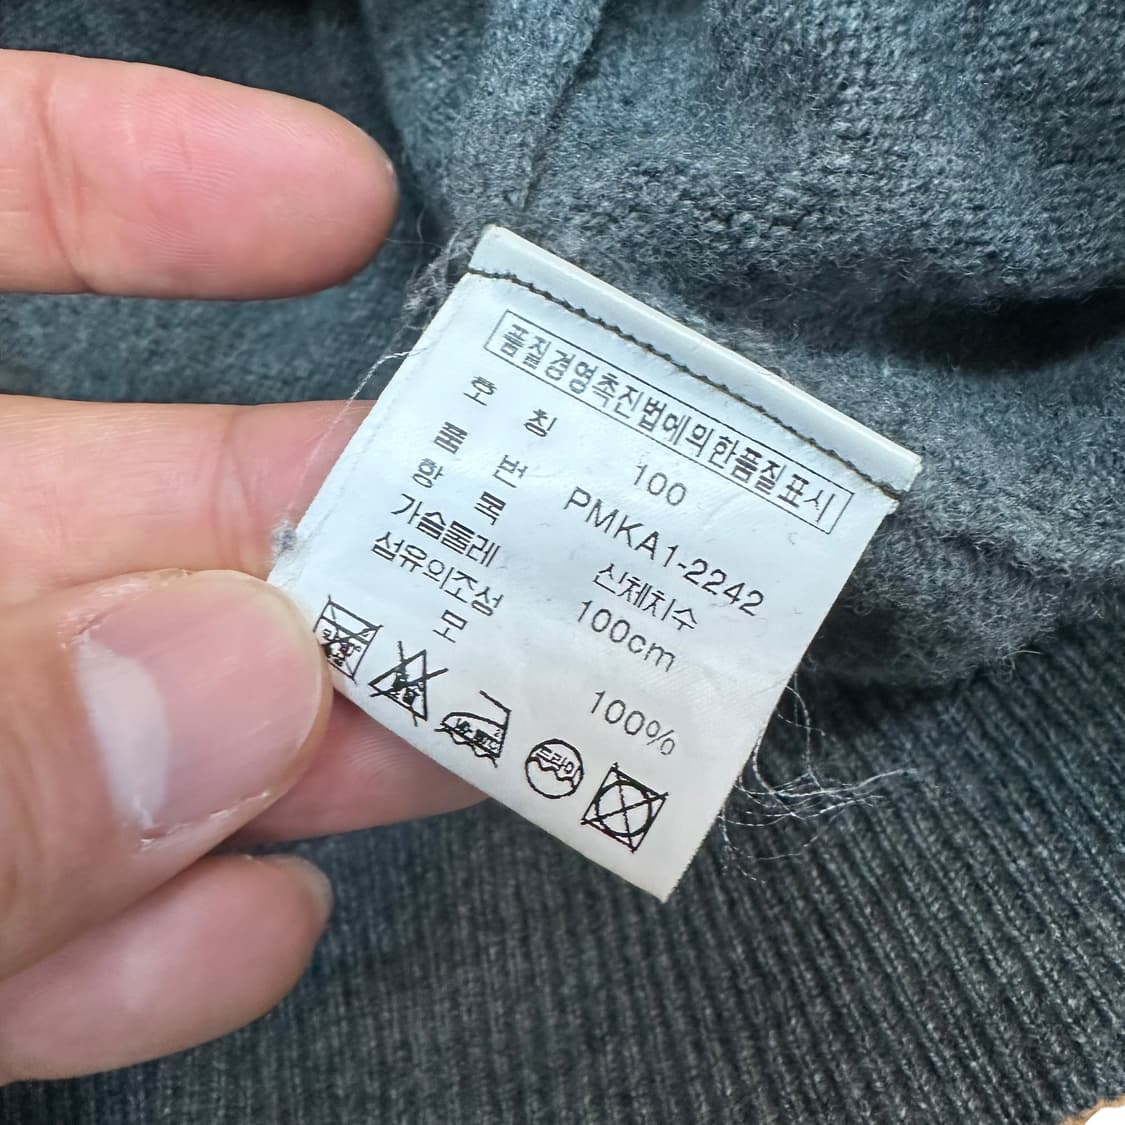 품질경영촉진법에의한품질표시
호 칭 100
품 번 PMKA1-2242
항 목 신체치수
가슴둘레 100cm
섬유의조성
모 100%
드라이